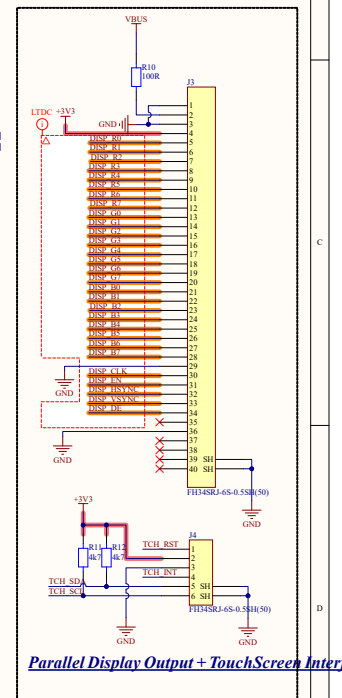 VBUS
R10
100R
J3
LTDC
+3V3
GND
1
2
3
4
DISP_R0 5
DISP_R1 6
DISP_R2 7
DISP_R3 8
DISP_R4 9
DISP_R5 10
DISP_R6 11
DISP_R7 12
DISP_G0 13
DISP_G1 14
DISP_G2 15
DISP_G3 16
DISP_G4 17
DISP_G5 18
DISP_G6 19
DISP_G7 20
DISP_B0 21
DISP_B1 22
DISP_B2 23
DISP_B3 24
DISP_B4 25
DISP_B5 26
DISP_B6 27
DISP_B7 28
29
DISP_CLK 30
DISP_EN 31
DISP_HSYNC 32
DISP_VSYNC 33
DISP_DE 34
35
36
37
38
39 SH
40 SH
GND
GND
FH34SRJ-6S-0.5SH(50)
GND
+3V3
J4
R11
4k7
R12
4k7
TCH_RST 1
2
3
TCH_INT 4
TCH_SDA 5 SH
TCH_SCL 6 SH
FH34SRJ-6S-0.5SH(50)
GND
GND
Parallel Display Output + TouchScreen Interf
C
D